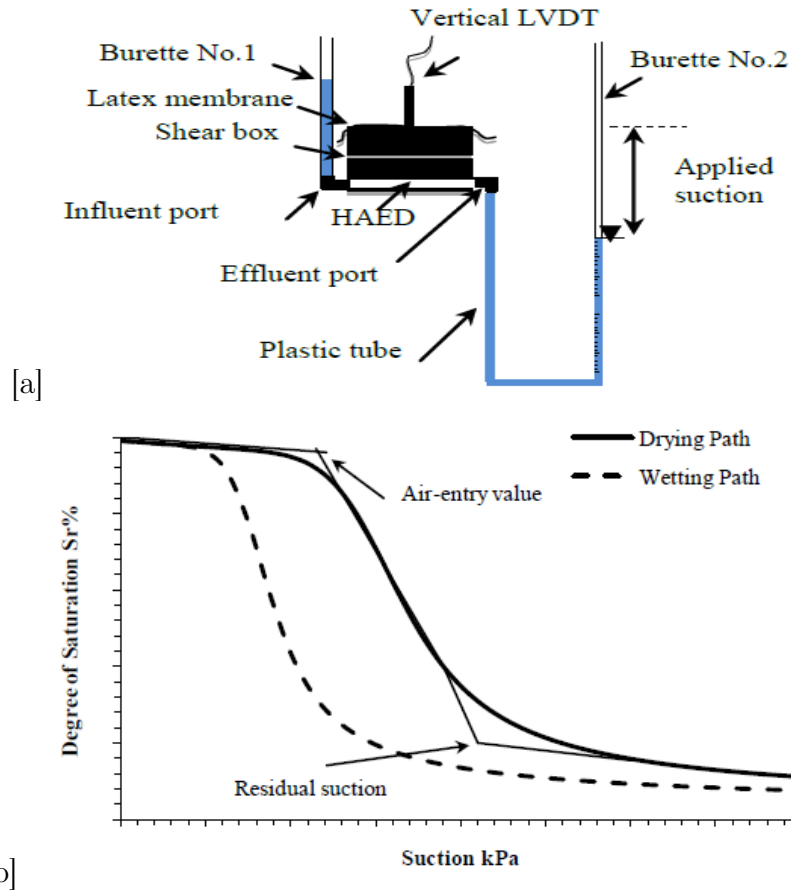 Vertical LVDT
Burette No.1
Burette No.2
Latex membrane
Shear box
Applied
suction
Influent port
HAED
Effluent port
Plastic tube
[a]
Drying Path
Wetting Path
Air-entry value
Degree of Saturation Sr%
Residual suction
Suction kPa